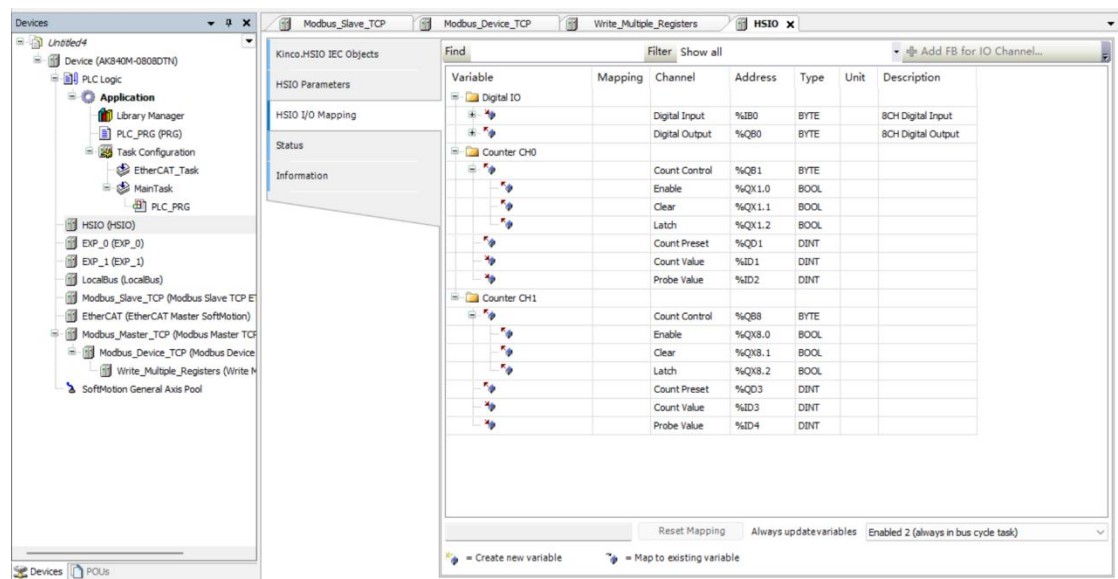 Devices
Untitled4
Device (AK840M-0808DTN)
PLC Logic
Application
Library Manager
PLC_PRG (PRG)
Task Configuration
EtherCAT_Task
MainTask
PLC_PRG
HSIO (HSIO)
EXP_0 (EXP_0)
EXP_1 (EXP_1)
LocalBus (LocalBus)
Modbus_Slave_TCP (Modbus Slave TCP E
EtherCAT (EtherCAT Master SoftMotion)
Modbus_Master_TCP (Modbus Master TCP
Modbus_Device_TCP (Modbus Device
Write_Multiple_Registers (Write M
SoftMotion General Axis Pool
Devices POUs
Modbus_Slave_TCP Modbus_Device_TCP Write_Multiple_Registers HSIO
Kinco.HSIO IEC Objects
HSIO Parameters
HSIO I/O Mapping
Status
Information
Find Filter Show all Add FB for IO Channel...
Variable Mapping Channel Address Type Unit Description
Digital IO
Digital Input %IB0 BYTE 8CH Digital Input
Digital Output %QB0 BYTE 8CH Digital Output
Counter CH0
Count Control %QB1 BYTE
Enable %QX1.0 BOOL
Clear %QX1.1 BOOL
Latch %QX1.2 BOOL
Count Preset %QD1 DINT
Count Value %ID1 DINT
Probe Value %ID2 DINT
Counter CH1
Count Control %QB8 BYTE
Enable %QX8.0 BOOL
Clear %QX8.1 BOOL
Latch %QX8.2 BOOL
Count Preset %QD3 DINT
Count Value %ID3 DINT
Probe Value %ID4 DINT
Reset Mapping Always update variables Enabled 2 (always in bus cycle task)
= Create new variable = Map to existing variable